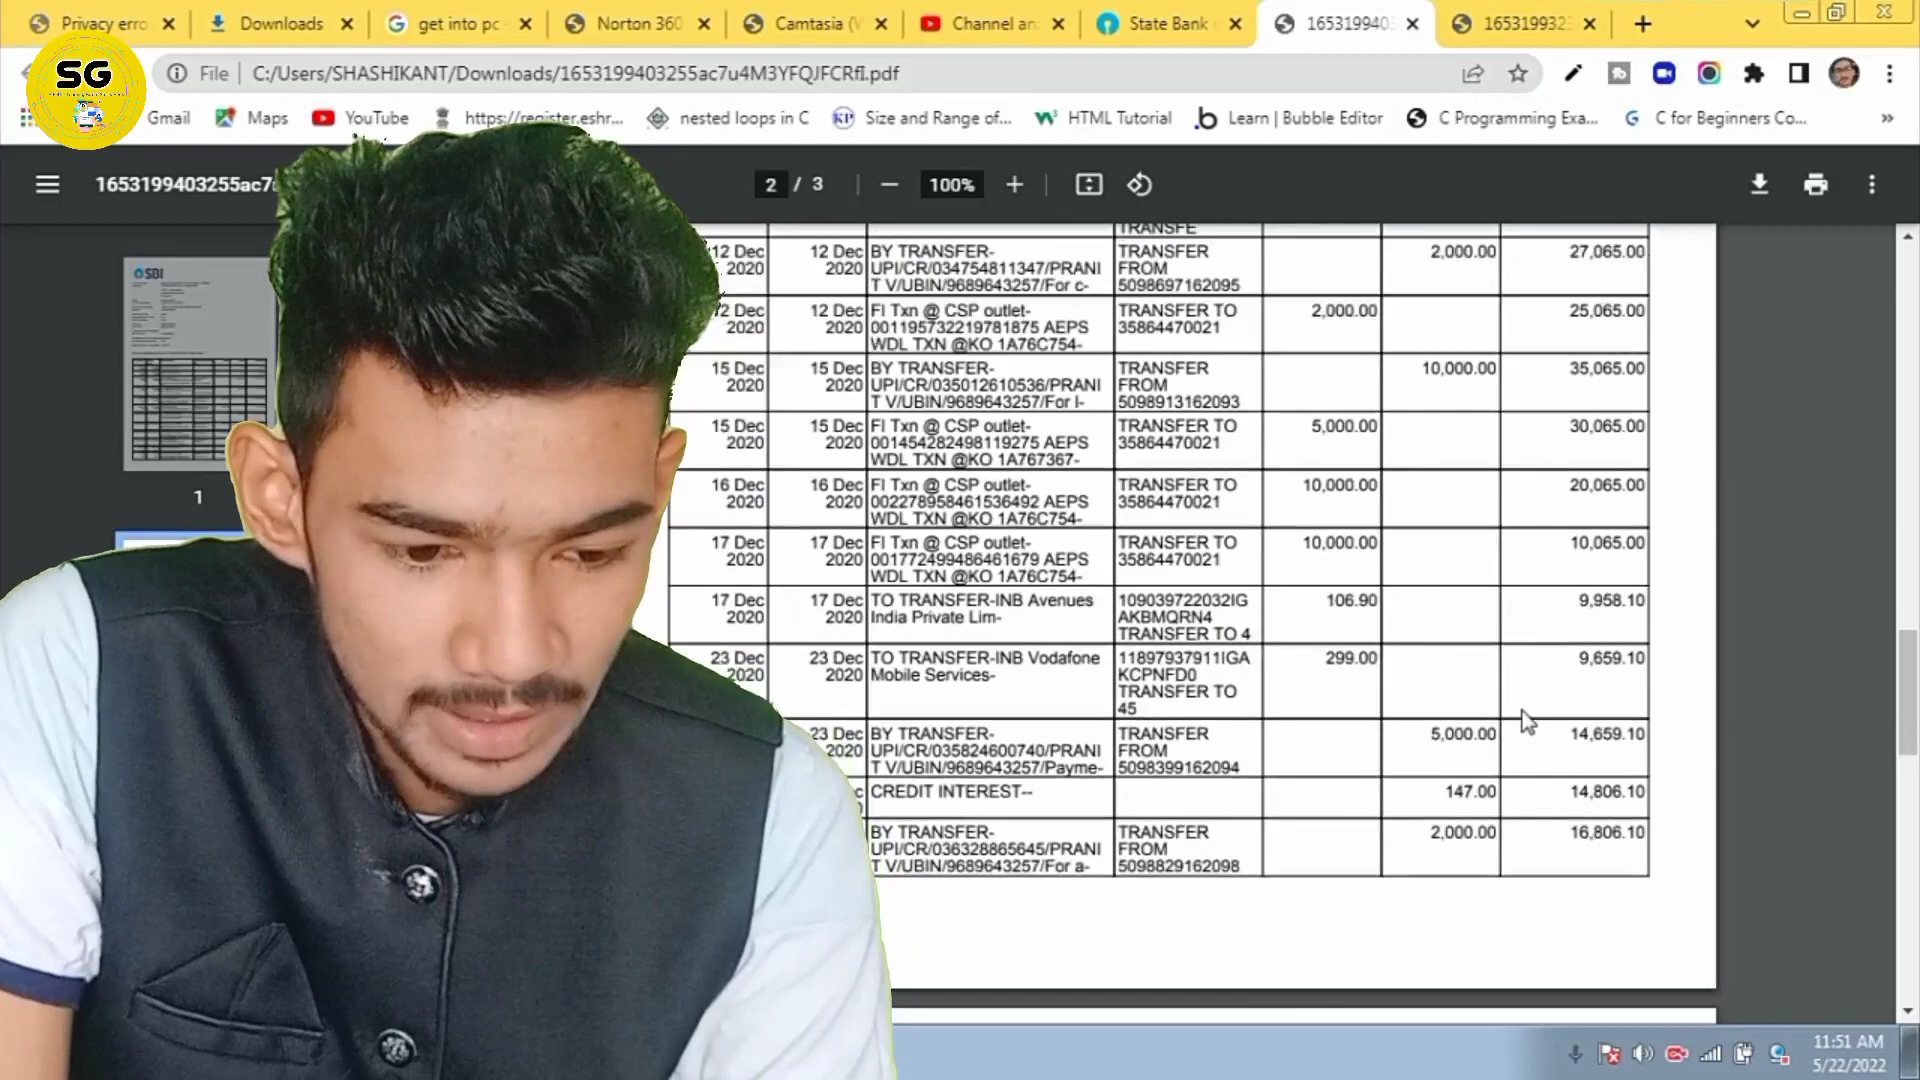 Privacy erro
Downloads
get into pc
Norton 360
Camtasia (V
Channel an
State Bank
1653199403
1653199323
SG
File
C:/Users/SHASHIKANT/Downloads/1653199403255ac7u4M3YFQJFCRfl.pdf
Gmail
Maps
YouTube
https://register.eshr...
nested loops in C
KP
Size and Range of...
HTML Tutorial
Learn | Bubble Editor
C Programming Exa...
C for Beginners Co...
»
1653199403255ac7
2 / 3
100%
SBI
1
TRANSFE
12 Dec 2020
12 Dec 2020
BY TRANSFER-
UPI/CR/034754811347/PRANI
T V/UBIN/9689643257/For c-
TRANSFER
FROM
5098697162095
2,000.00
27,065.00
12 Dec 2020
12 Dec 2020
FI Txn @ CSP outlet-
001195732219781875 AEPS
WDL TXN @KO 1A76C754-
TRANSFER TO
35864470021
2,000.00
25,065.00
15 Dec 2020
15 Dec 2020
BY TRANSFER-
UPI/CR/035012610536/PRANI
T V/UBIN/9689643257/For l-
TRANSFER
FROM
5098913162093
10,000.00
35,065.00
15 Dec 2020
15 Dec 2020
FI Txn @ CSP outlet-
001454282498119275 AEPS
WDL TXN @KO 1A767367-
TRANSFER TO
35864470021
5,000.00
30,065.00
16 Dec 2020
16 Dec 2020
FI Txn @ CSP outlet-
002278958461536492 AEPS
WDL TXN @KO 1A76C754-
TRANSFER TO
35864470021
10,000.00
20,065.00
17 Dec 2020
17 Dec 2020
FI Txn @ CSP outlet-
001772499486461679 AEPS
WDL TXN @KO 1A76C754-
TRANSFER TO
35864470021
10,000.00
10,065.00
17 Dec 2020
17 Dec 2020
TO TRANSFER-INB Avenues
India Private Lim-
109039722032IG
AKBMQRN4
TRANSFER TO 4
106.90
9,958.10
23 Dec 2020
23 Dec 2020
TO TRANSFER-INB Vodafone
Mobile Services-
11897937911IGA
KCPNFD0
TRANSFER TO
45
299.00
9,659.10
23 Dec 2020
BY TRANSFER-
UPI/CR/035824600740/PRANI
T V/UBIN/9689643257/Payme-
TRANSFER
FROM
5098399162094
5,000.00
14,659.10
CREDIT INTEREST--
147.00
14,806.10
BY TRANSFER-
UPI/CR/036328865645/PRANI
T V/UBIN/9689643257/For a-
TRANSFER
FROM
5098829162098
2,000.00
16,806.10
11:51 AM
5/22/2022